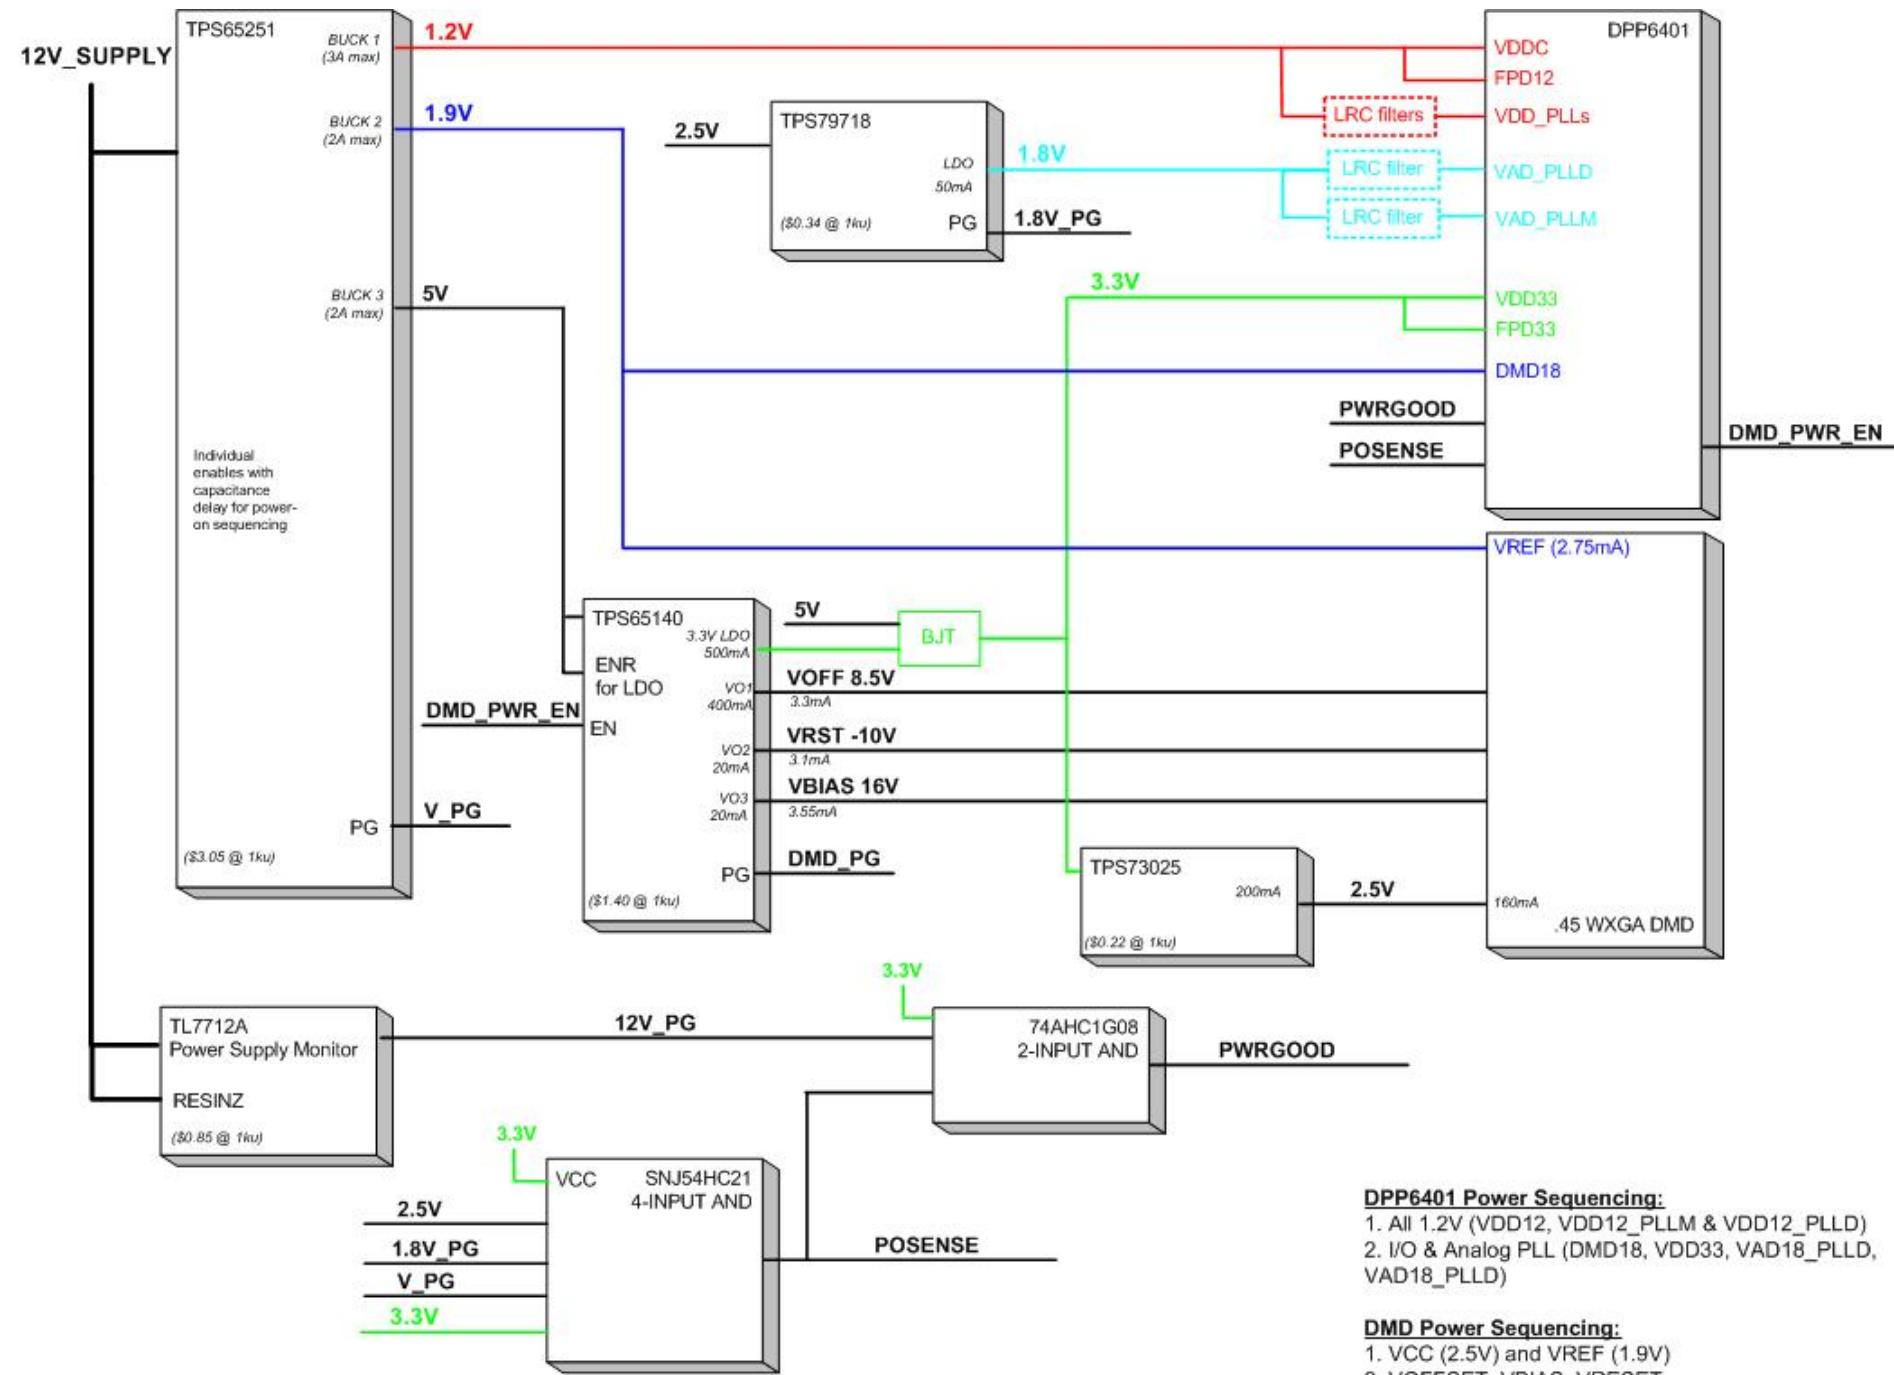 12V_SUPPLY
TPS65251
BUCK 1
(3A max)
1.2V
BUCK 2
(2A max)
1.9V
BUCK 3
(2A max)
5V
Individual
enables with
capacitance
delay for power-
on sequencing
PG
V_PG
($3.05 @ 1ku)
2.5V
TPS79718
LDO
50mA
1.8V
($0.34 @ 1ku)
PG
1.8V_PG
LRC filters
LRC filter
LRC filter
3.3V
DPP6401
VDDC
FPD12
VDD_PLLs
VAD_PLLD
VAD_PLLM
VDD33
FPD33
DMD18
PWRGOOD
POSENSE
DMD_PWR_EN
TPS65140
3.3V LDO
500mA
ENR
for LDO
DMD_PWR_EN
EN
VO1
400mA
VO2
20mA
VO3
20mA
PG
($1.40 @ 1ku)
5V
BJT
VOFF 8.5V
3.3mA
VRST -10V
3.1mA
VBIAS 16V
3.55mA
DMD_PG
TPS73025
200mA
($0.22 @ 1ku)
2.5V
VREF (2.75mA)
160mA
.45 WXGA DMD
TL7712A
Power Supply Monitor
RESINZ
($0.85 @ 1ku)
12V_PG
3.3V
74AHC1G08
2-INPUT AND
PWRGOOD
3.3V
VCC
SNJ54HC21
4-INPUT AND
2.5V
1.8V_PG
V_PG
3.3V
POSENSE
DPP6401 Power Sequencing:
1. All 1.2V (VDD12, VDD12_PLLM & VDD12_PLLD)
2. I/O & Analog PLL (DMD18, VDD33, VAD18_PLLD,
VAD18_PLLD)
DMD Power Sequencing:
1. VCC (2.5V) and VREF (1.9V)